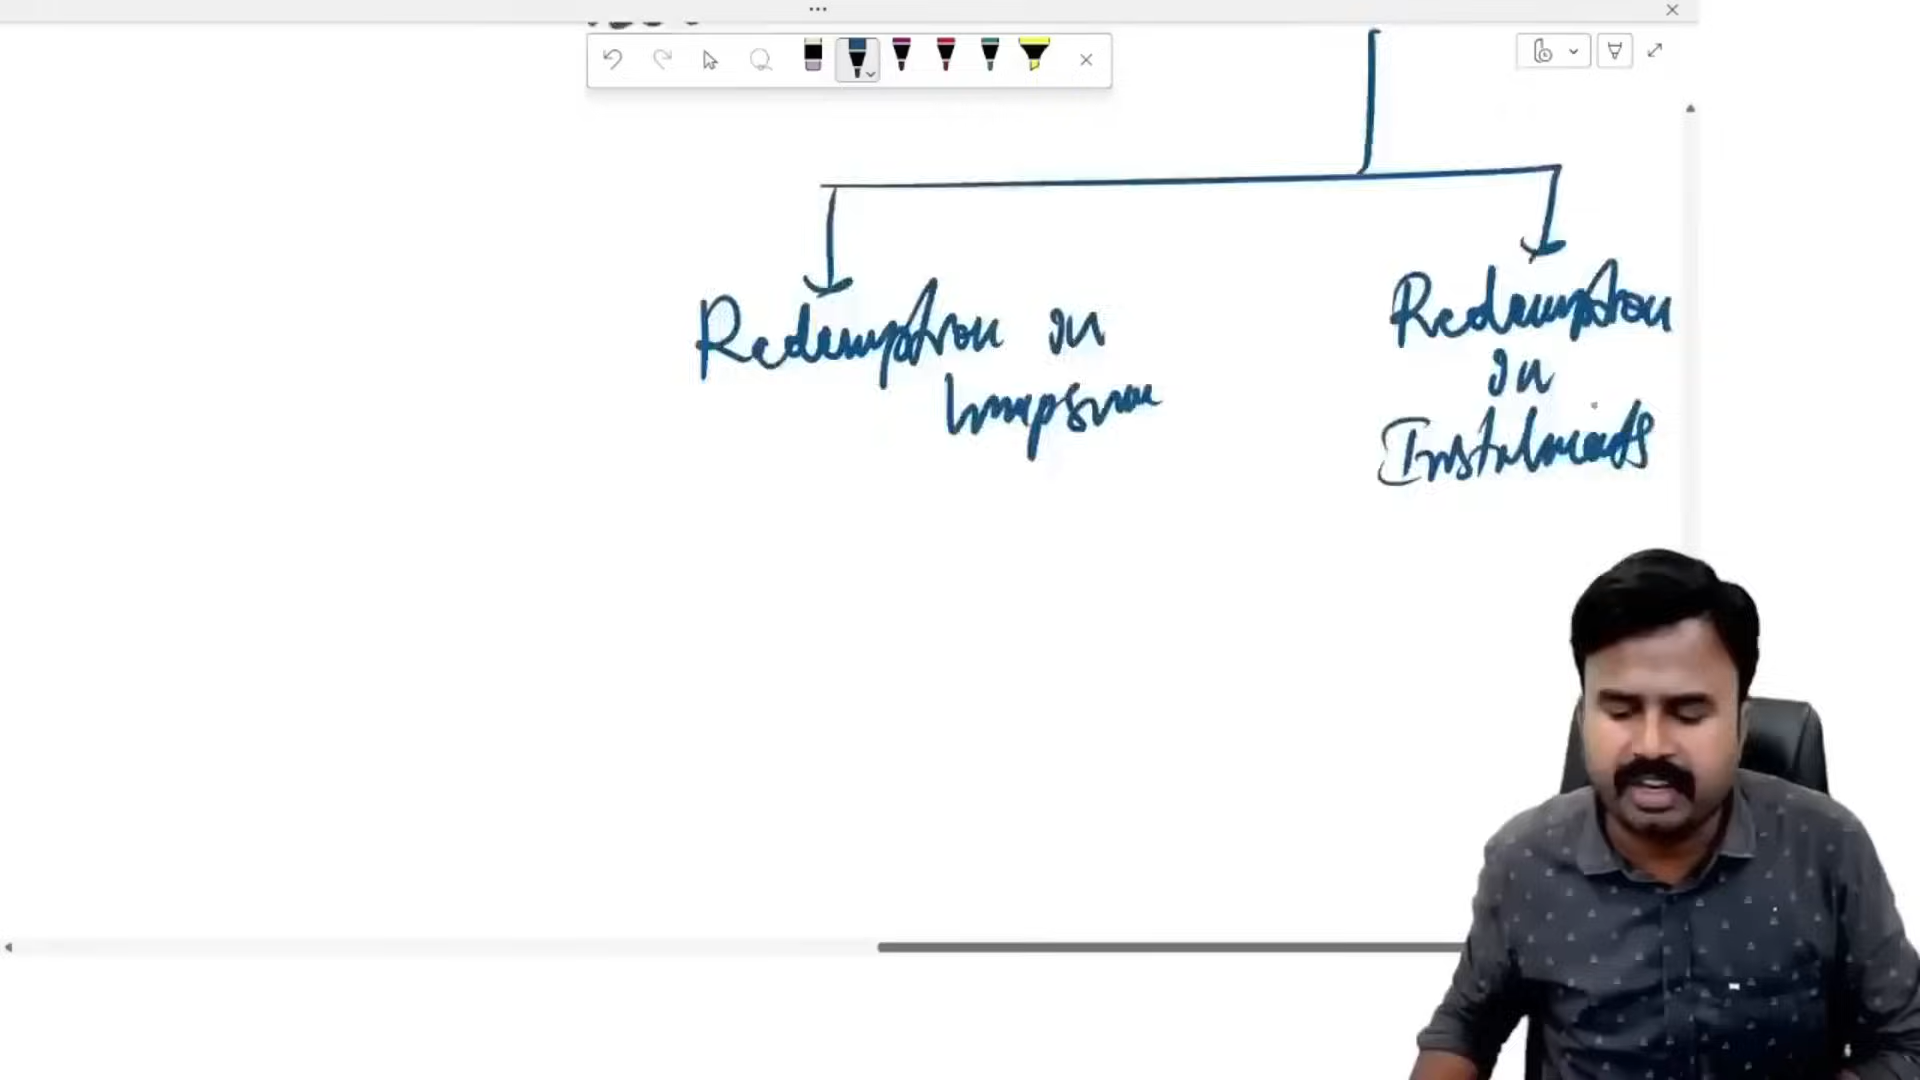 Redemption in
lumpsum
Redemption
in
Instalments